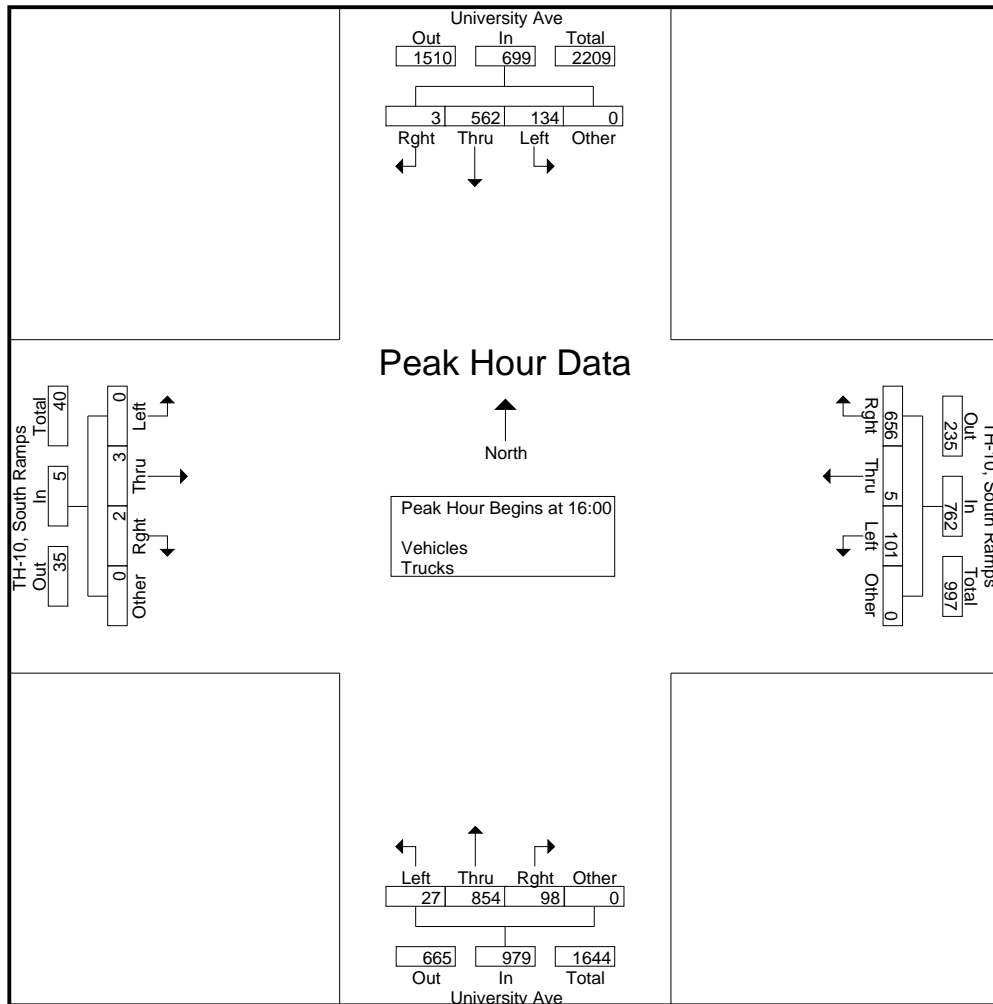 University Ave
Out In Total
1510 699 2209
3 562 134 0
Rght Thru Left Other
Peak Hour Data
North
Peak Hour Begins at 16:00
Vehicles
Trucks
TH-10, South Ramps
Total In Out
40 5 35
0 3 2 0
Left Thru Rght Other
TH-10, South Ramps
Out In Total
235 762 997
656 5 101 0
Rght Thru Left Other
Left Thru Rght Other
27 854 98 0
665 979 1644
Out In Total
University Ave